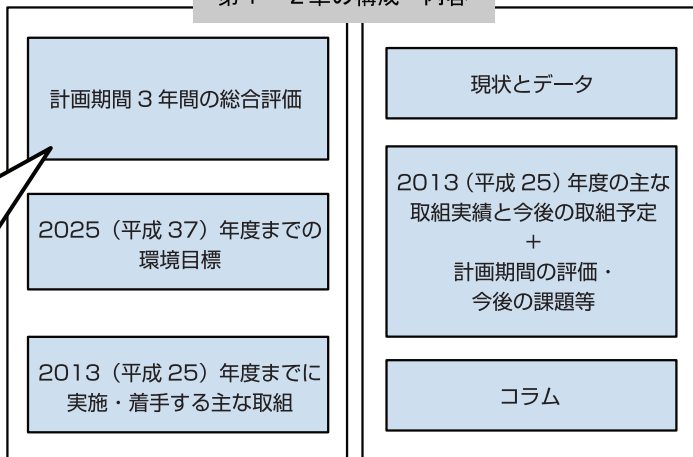 計画期間 3 年間の総合評価
2025（平成 37）年度までの
環境目標
2013（平成 25）年度までに
実施・着手する主な取組
現状とデータ
2013（平成 25）年度の主な
取組実績と今後の取組予定
＋
計画期間の評価・
今後の課題等
コラム